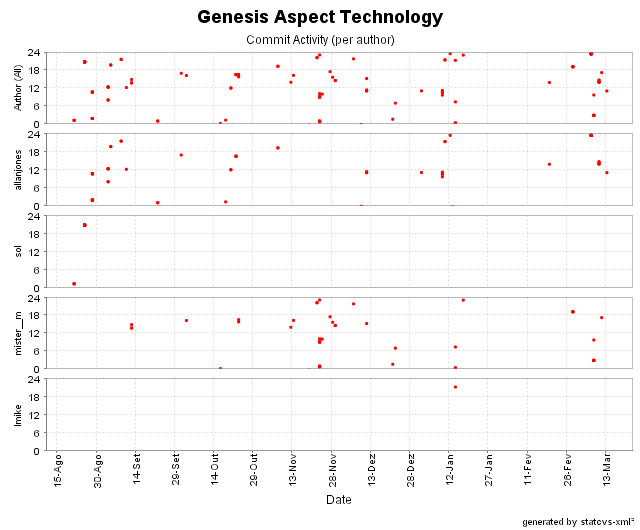 Genesis Aspect Technology
Commit Activity (per author)
Author (All)
24
18
12
6
0
allanjones
24
18
12
6
0
sol
24
18
12
6
0
mister__m
24
18
12
6
0
lmike
24
18
12
6
0
15-Ago 30-Ago 14-Set 29-Set 14-Out 29-Out 13-Nov 28-Nov 13-Dez 28-Dez 12-Jan 27-Jan 11-Fev 26-Fev 13-Mar
Date
generated by statcvs-xml²